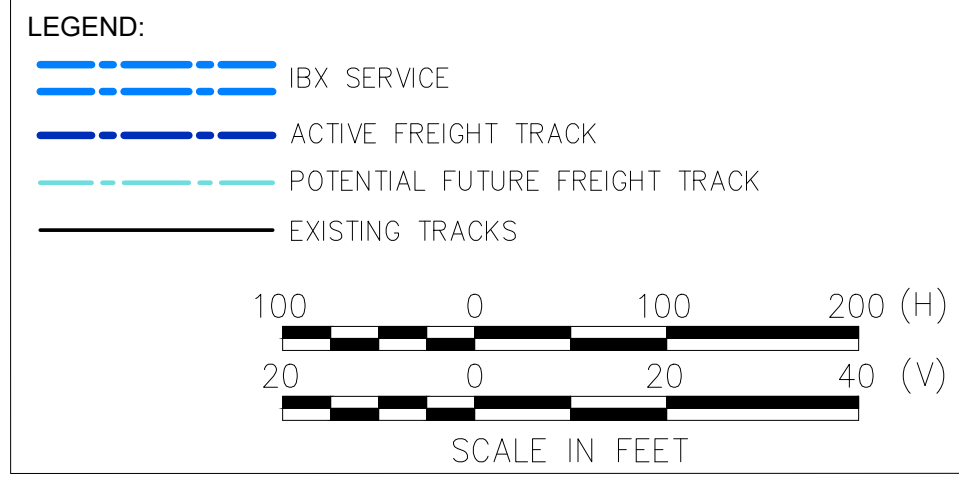 LEGEND:
IBX SERVICE
ACTIVE FREIGHT TRACK
POTENTIAL FUTURE FREIGHT TRACK
EXISTING TRACKS
100 0 100 200 (H)
20 0 20 40 (V)
SCALE IN FEET